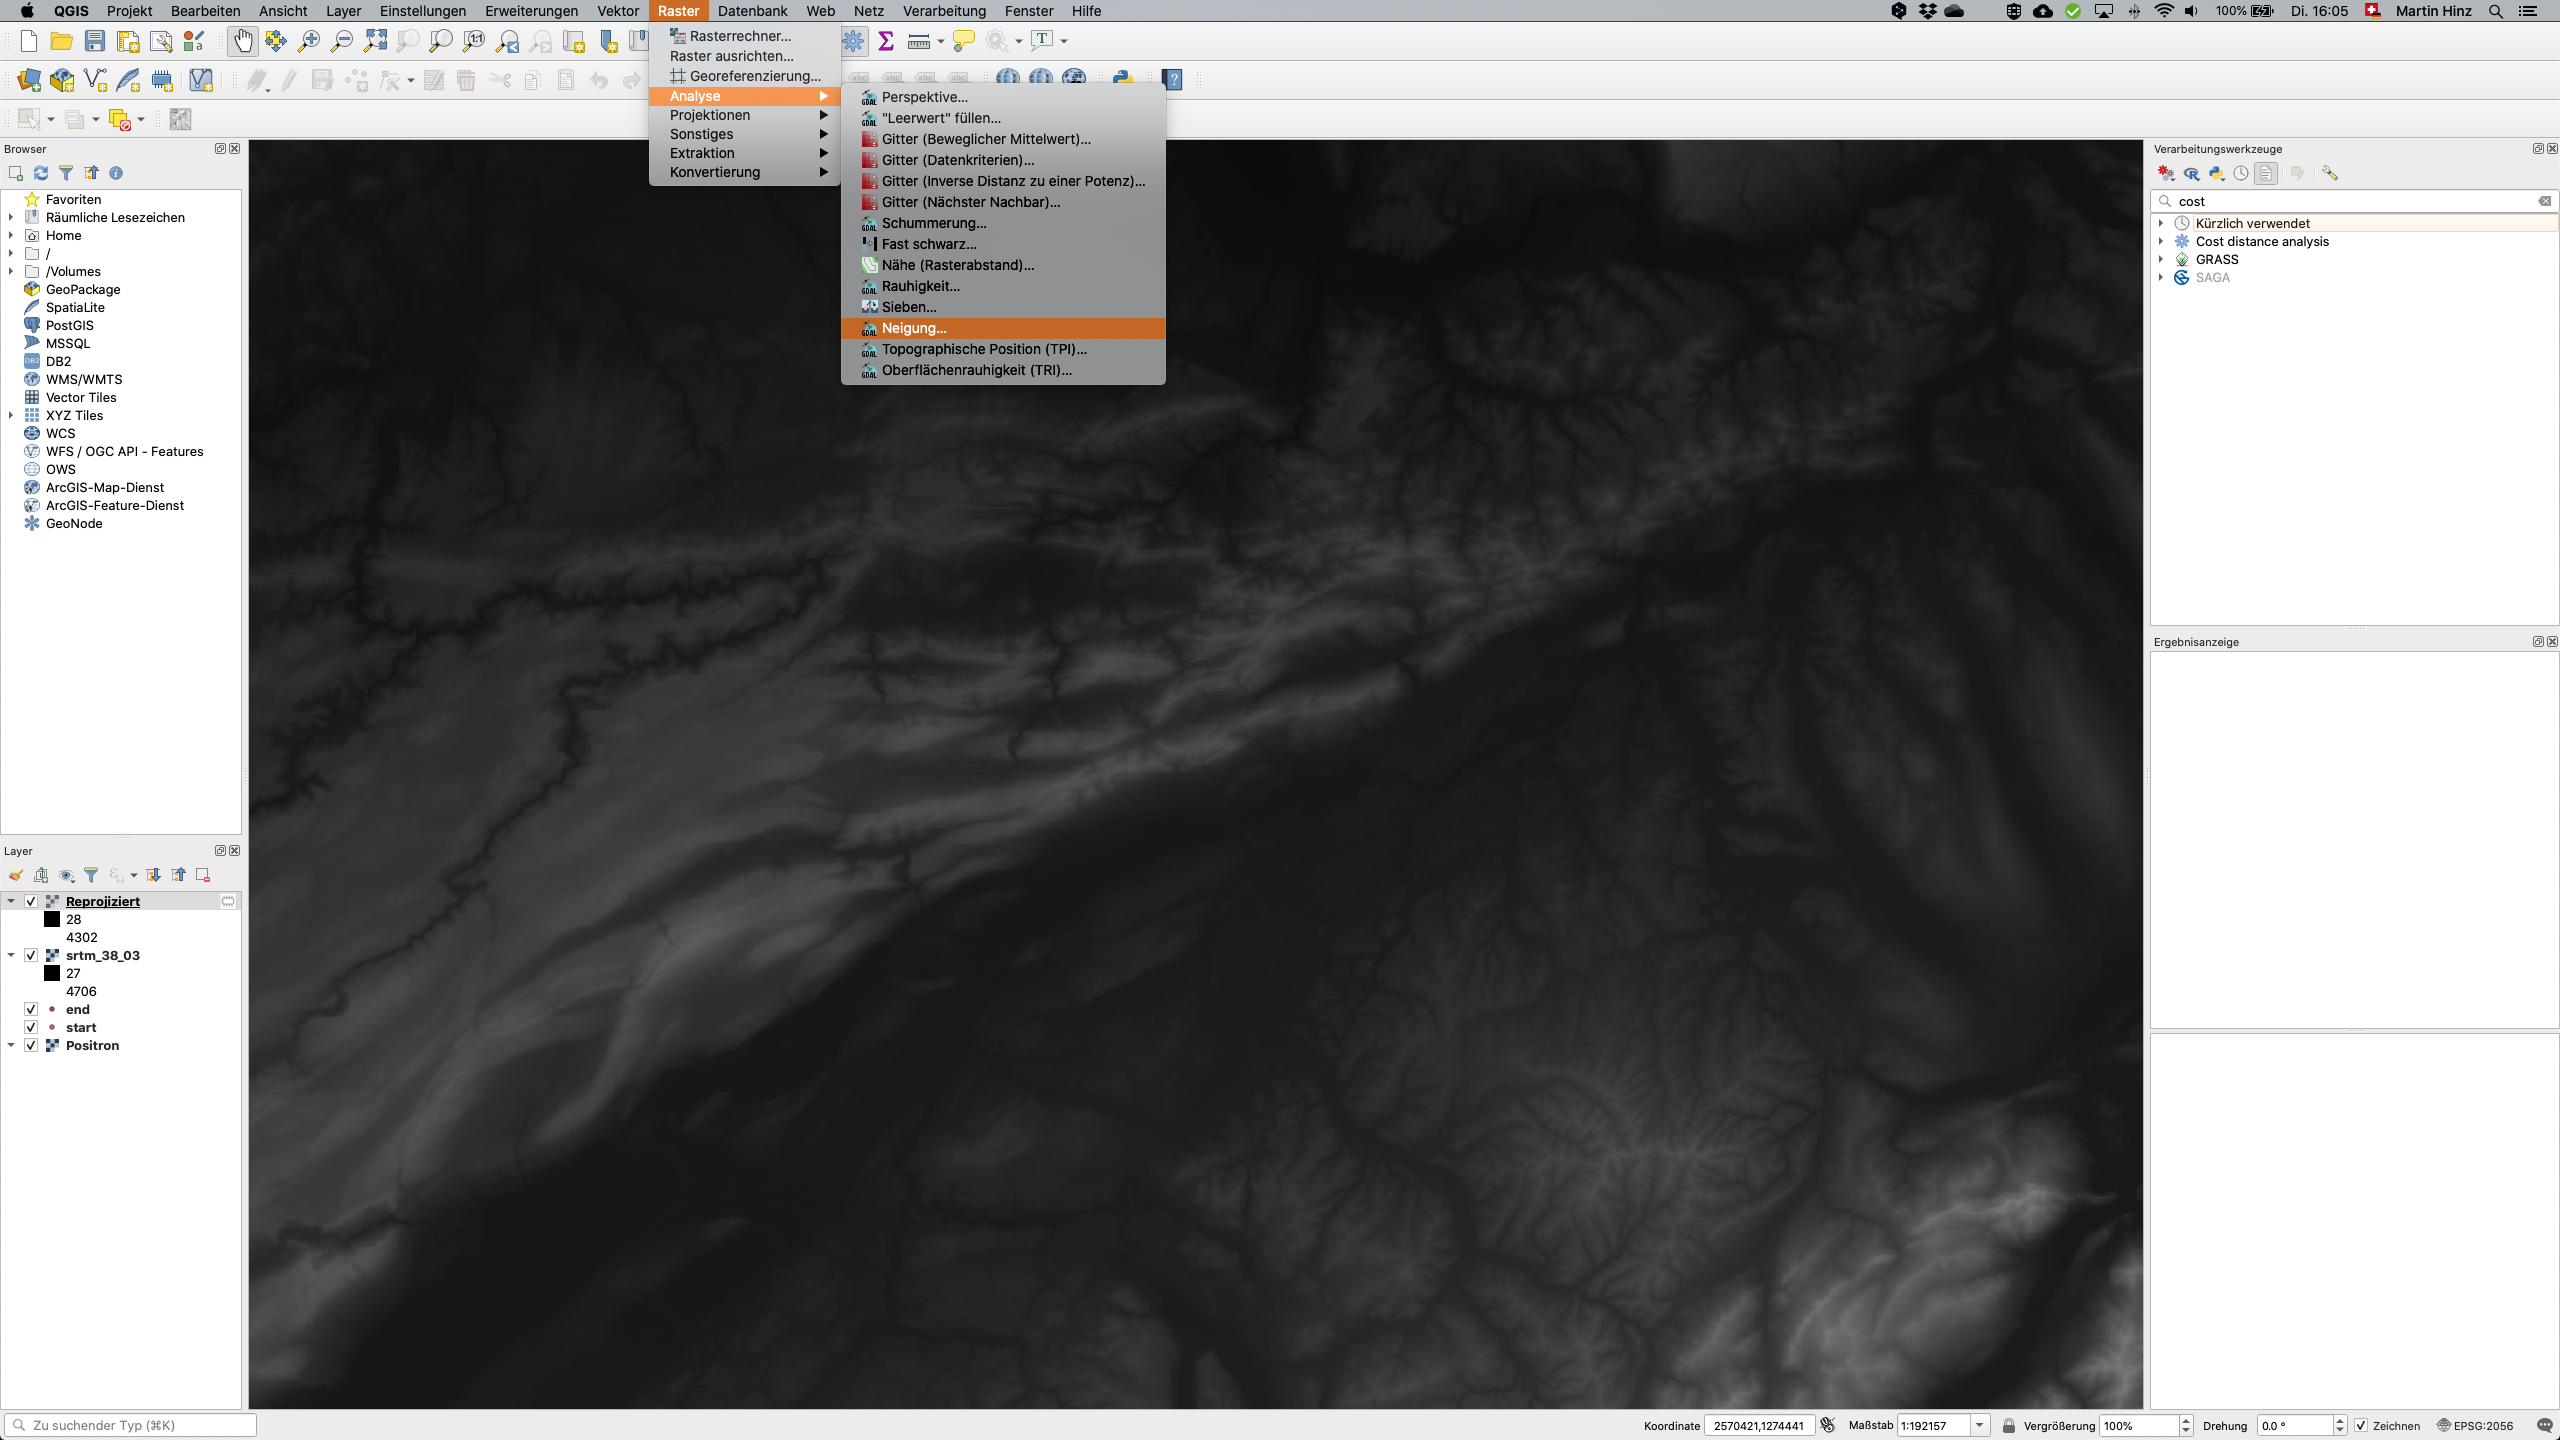 QGIS Projekt Bearbeiten Ansicht Layer Einstellungen Erweiterungen Vektor Raster Datenbank Web Netz Verarbeitung Fenster Hilfe 100% Di. 16:05 Martin Hinz
Rasterrechner...
Raster ausrichten...
Georeferenzierung...
Analyse
Projektionen
Sonstiges
Extraktion
Konvertierung
Perspektive...
"Leerwert" füllen...
Gitter (Beweglicher Mittelwert)...
Gitter (Datenkriterien)...
Gitter (Inverse Distanz zu einer Potenz)...
Gitter (Nächster Nachbar)...
Schummerung...
Fast schwarz...
Nähe (Rasterabstand)...
Rauhigkeit...
Sieben...
Neigung...
Topographische Position (TPI)...
Oberflächenrauhigkeit (TRI)...
Browser
Favoriten
Räumliche Lesezeichen
Home
/
/Volumes
GeoPackage
SpatiaLite
PostGIS
MSSQL
DB2
WMS/WMTS
Vector Tiles
XYZ Tiles
WCS
WFS / OGC API - Features
OWS
ArcGIS-Map-Dienst
ArcGIS-Feature-Dienst
GeoNode
Layer
Reprojiziert
28
4302
srtm_38_03
27
4706
end
start
Positron
Verarbeitungswerkzeuge
cost
Kürzlich verwendet
Cost distance analysis
GRASS
SAGA
Ergebnisanzeige
Zu suchender Typ (⌘K)
Koordinate 2570421,1274441 Maßstab 1:192157 Vergrößerung 100% Drehung 0.0 ° Zeichnen EPSG:2056